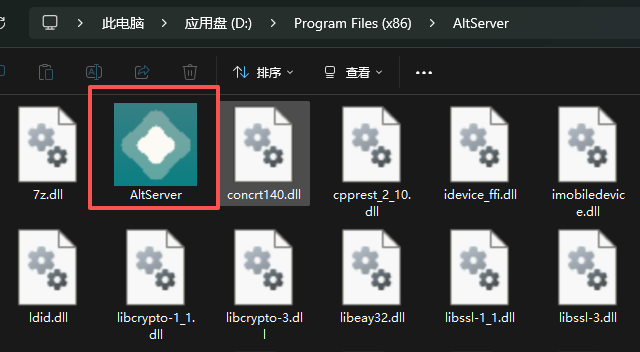 此电脑 > 应用盘 (D:) > Program Files (x86) > AltServer
排序 查看
7z.dll
AltServer
concrt140.dll
cpprest_2_10.
dll
idevice_ffi.dll
imobiledevic
e.dll
ldid.dll
libcrypto-1_1.
dll
libcrypto-3.dl
l
libeay32.dll
libssl-1_1.dll
libssl-3.dll